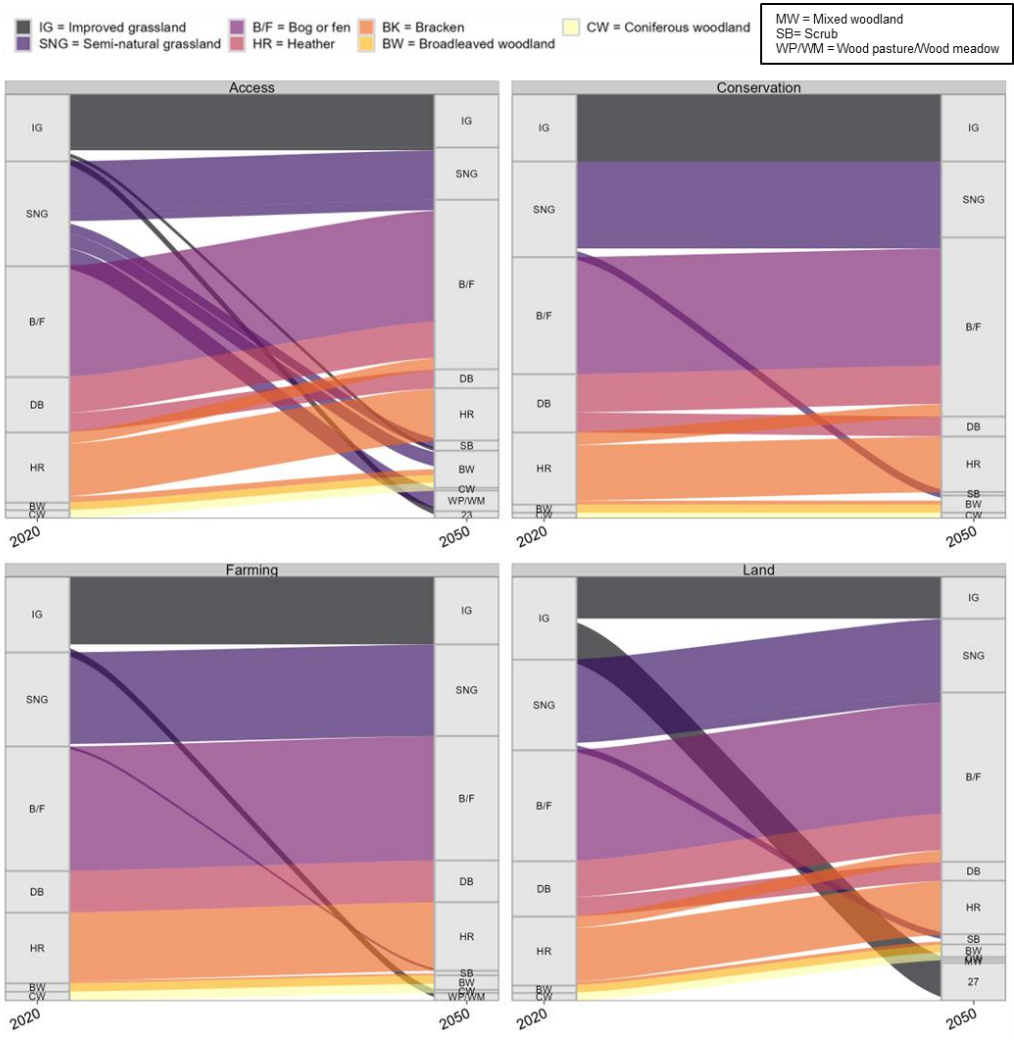 IG = Improved grassland B/F = Bog or fen BK = Bracken CW = Coniferous woodland
SNG = Semi-natural grassland HR = Heather BW = Broadleaved woodland
MW = Mixed woodland
SB= Scrub
WP/WM = Wood pasture/Wood meadow
Access
IG
SNG
B/F
DB
HR
BW
CW
2020
IG
SNG
B/F
DB
HR
SB
BW
CW
WP/WM
23
2050
Conservation
IG
SNG
B/F
DB
HR
BW
CW
2020
IG
SNG
B/F
DB
HR
SB
BW
CW
2050
Farming
IG
SNG
B/F
DB
HR
BW
CW
2020
IG
SNG
B/F
DB
HR
SB
BW
CW
WP/WM
2050
Land
IG
SNG
B/F
DB
HR
BW
CW
2020
IG
SNG
B/F
DB
HR
SB
BW
CW
MW
27
2050